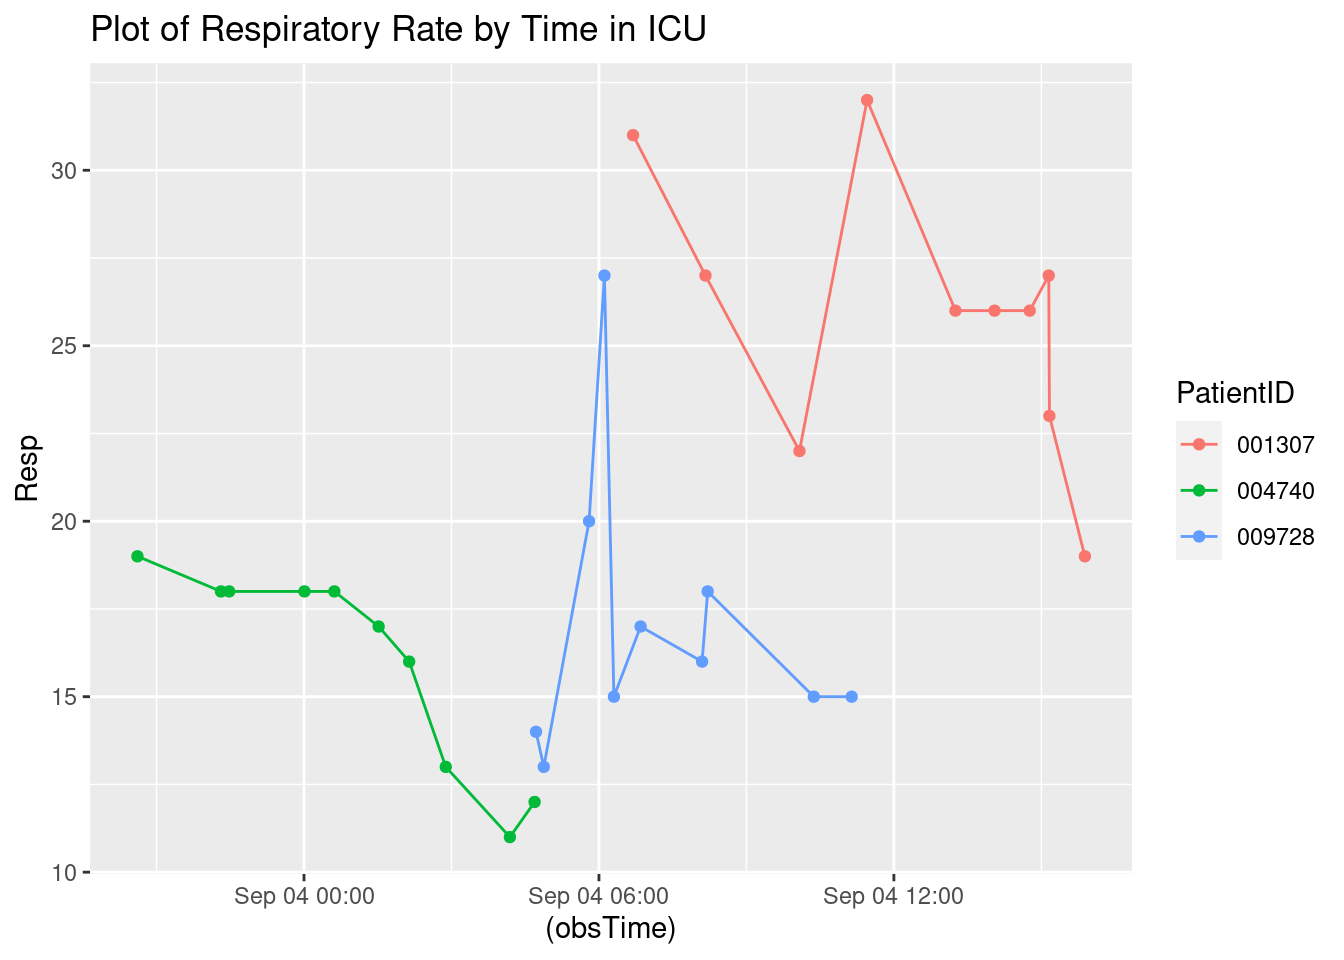 Plot of Respiratory Rate by Time in ICU
30
25
20
15
10
Resp
Sep 04 00:00
Sep 04 06:00
Sep 04 12:00
(obsTime)
PatientID
001307
004740
009728